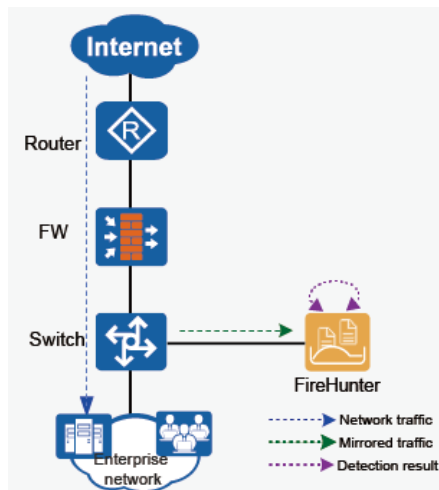 Internet
Router
R
FW
Switch
FireHunter
Enterprise
network
Network traffic
Mirrored traffic
Detection result